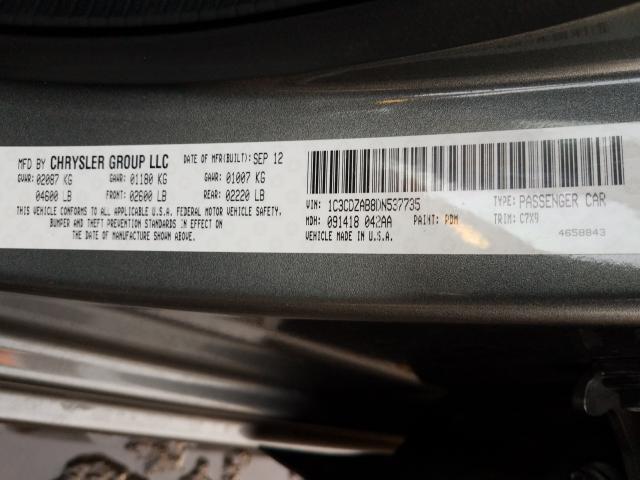 MFD BY CHRYSLER GROUP LLC DATE OF MFR(BUILT): SEP 12
GVWR: 02087 KG GAWR: 01180 KG GAWR: 01007 KG
04600 LB FRONT: 02600 LB REAR: 02220 LB
THIS VEHICLE CONFORMS TO ALL APPLICABLE U.S.A. FEDERAL MOTOR VEHICLE SAFETY,
BUMPER AND THEFT PREVENTION STANDARDS IN EFFECT ON
THE DATE OF MANUFACTURE SHOWN ABOVE.
VIN: 1C3CDZAB8DN537735 TYPE: PASSENGER CAR
MDH: 091418 042AA PAINT: PDM TRIM: C7X9
MADE IN U.S.A. 4658843